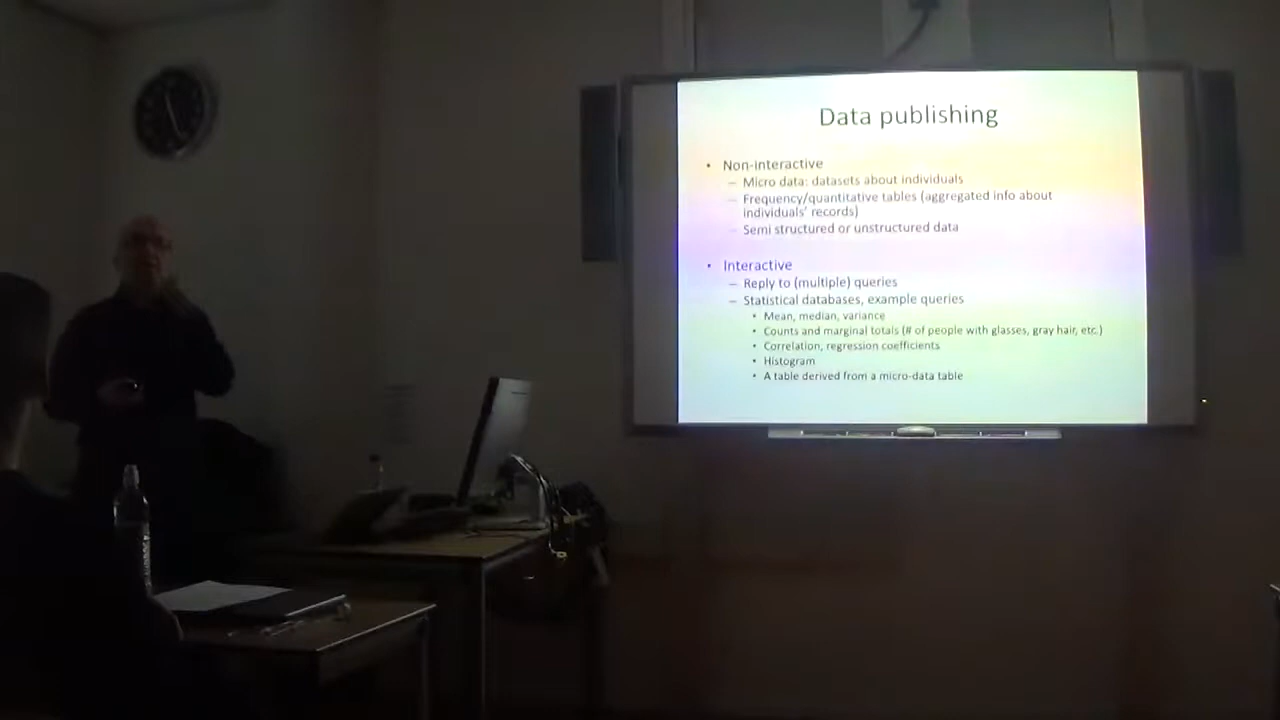 Data publishing
• Non-interactive
– Micro data: datasets about individuals
– Frequency/quantitative tables (aggregated info about
individuals' records)
– Semi structured or unstructured data
• Interactive
– Reply to (multiple) queries
– Statistical databases, example queries
• Mean, median, variance
• Counts and marginal totals (# of people with glasses, gray hair, etc.)
• Correlation, regression coefficients
• Histogram
• A table derived from a micro-data table